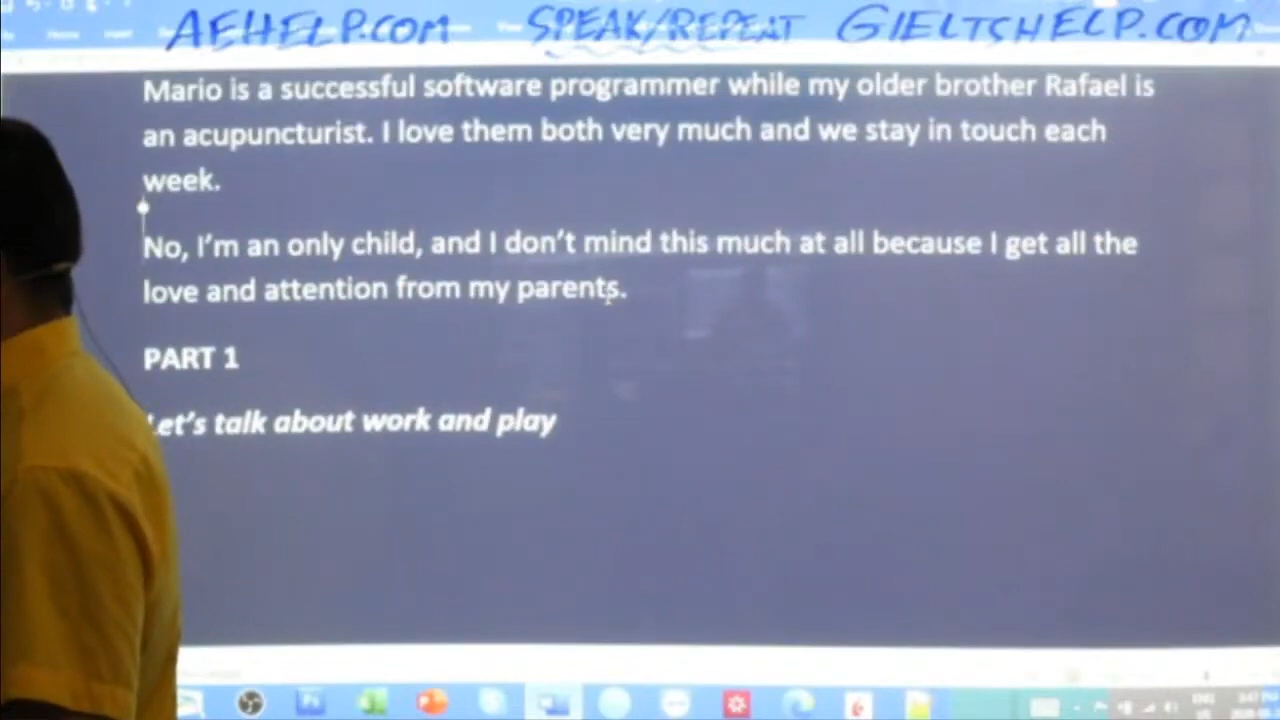 AEHELP.COM SPEAK/REPEAT GIELTSHELP.COM
Mario is a successful software programmer while my older brother Rafael is
an acupuncturist. I love them both very much and we stay in touch each
week.
No, I'm an only child, and I don't mind this much at all because I get all the
love and attention from my parents.
PART 1
Let's talk about work and play